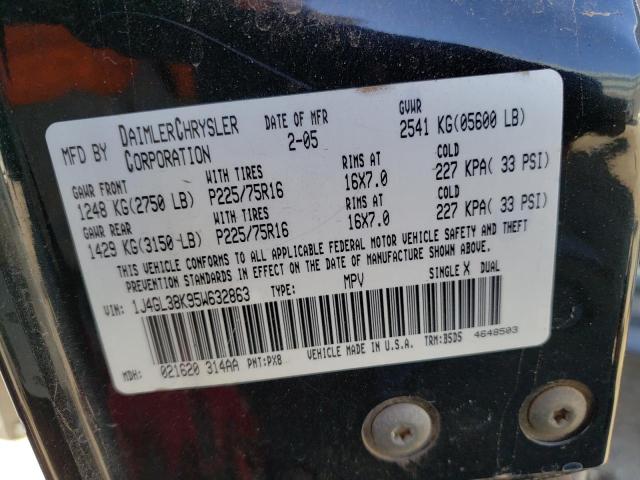 MFD BY DAIMLERCHRYSLER CORPORATION DATE OF MFR 2-05 GVWR 2541 KG(05600 LB)
GAWR FRONT WITH TIRES RIMS AT COLD
1248 KG(2750 LB) P225/75R16 16X7.0 227 KPA( 33 PSI)
GAWR REAR WITH TIRES RIMS AT COLD
1429 KG(3150 LB) P225/75R16 16X7.0 227 KPA( 33 PSI)
THIS VEHICLE CONFORMS TO ALL APPLICABLE FEDERAL MOTOR VEHICLE SAFETY AND THEFT
PREVENTION STANDARDS IN EFFECT ON THE DATE OF MANUFACTURE SHOWN ABOVE.
VIN: 1J4GL38K95W632863 TYPE: MPV SINGLE X DUAL
MDH: 021620 314AA PNT:PX8 VEHICLE MADE IN U.S.A. TRM:B5D5 4648503